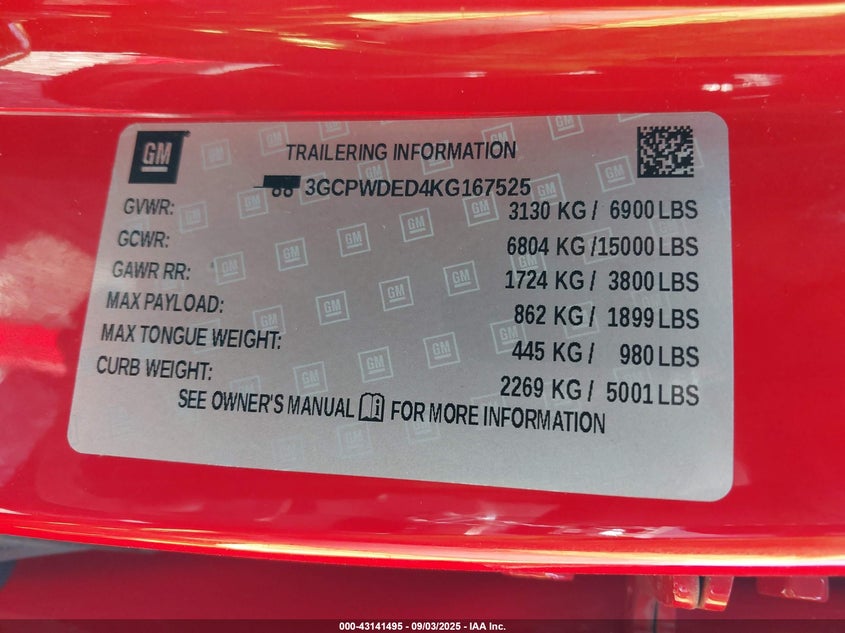 GM
TRAILERING INFORMATION
3GCPWDED4KG167525
GVWR: 3130 KG / 6900 LBS
GCWR: 6804 KG /15000 LBS
GAWR RR: 1724 KG / 3800 LBS
MAX PAYLOAD: 862 KG / 1899 LBS
MAX TONGUE WEIGHT: 445 KG / 980 LBS
CURB WEIGHT: 2269 KG / 5001 LBS
SEE OWNER'S MANUAL FOR MORE INFORMATION
000-43141495 - 09/03/2025 - IAA Inc.